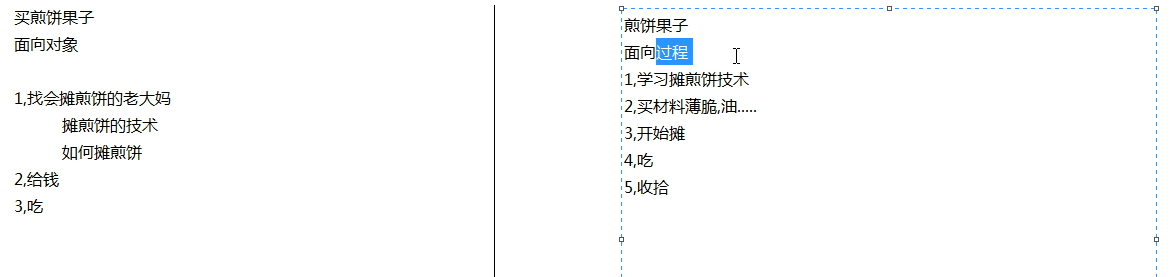 买煎饼果子
面向对象
1,找会摊煎饼的老大妈
摊煎饼的技术
如何摊煎饼
2,给钱
3,吃
煎饼果子
面向过程
1,学习摊煎饼技术
2,买材料薄脆,油.....
3,开始摊
4,吃
5,收拾